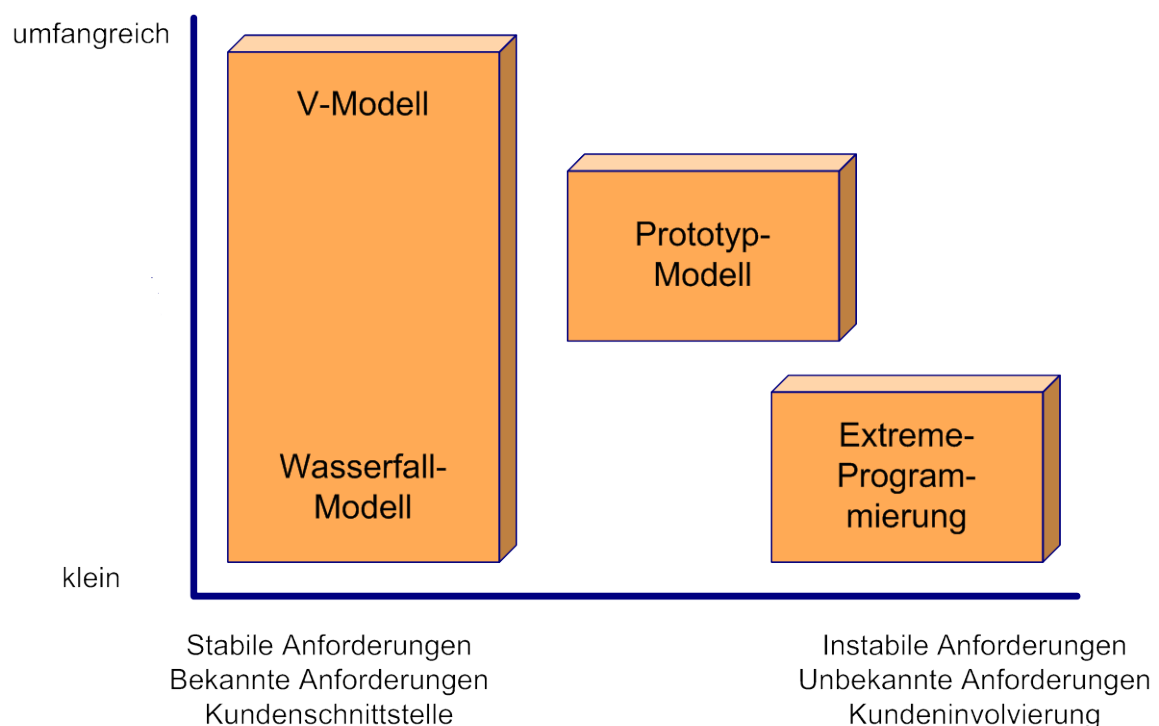 umfangreich
V-Modell
Prototyp-
Modell
Wasserfall-
Modell
Extreme-
Program-
mierung
klein
Stabile Anforderungen
Bekannte Anforderungen
Kundenschnittstelle
Instabile Anforderungen
Unbekannte Anforderungen
Kundeninvolvierung